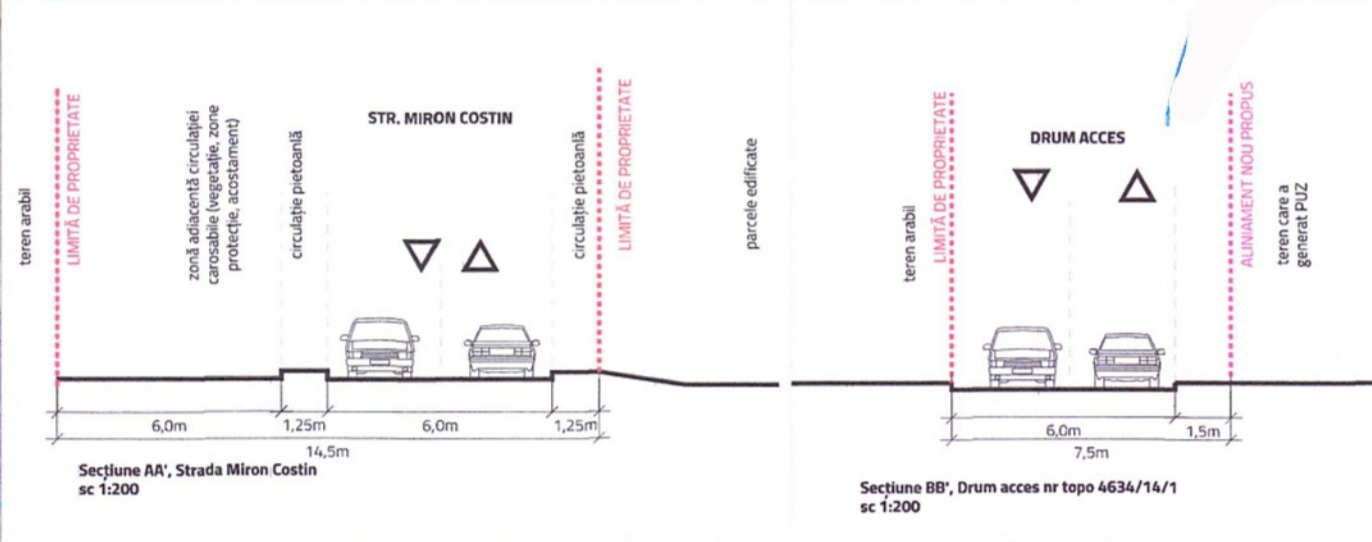 teren arabil
LIMITĂ DE PROPRIETATE
zonă adiacentă circulației
carosabile (vegetație, zone
protecție, acostament)
circulație pietoanlă
STR. MIRON COSTIN
circulație pietoanlă
LIMITĂ DE PROPRIETATE
parcele edificate
6,0m
1,25m
6,0m
1,25m
14,5m
Secțiune AA', Strada Miron Costin
sc 1:200
teren arabil
LIMITĂ DE PROPRIETATE
DRUM ACCES
ALINIAMENT NOU PROPUS
teren care a
generat PUZ
6,0m
1,5m
7,5m
Secțiune BB', Drum acces nr topo 4634/14/1
sc 1:200